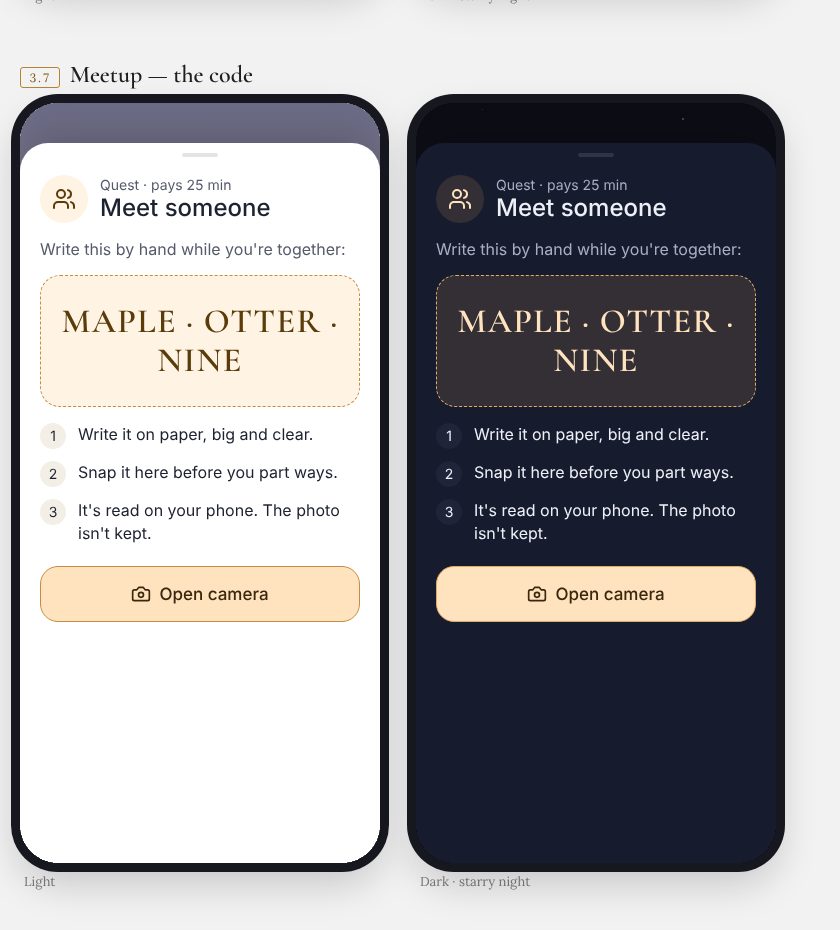 3.7 Meetup — the code
Quest · pays 25 min
Meet someone
Write this by hand while you're together:
MAPLE · OTTER ·
NINE
1 Write it on paper, big and clear.
2 Snap it here before you part ways.
3 It's read on your phone. The photo
isn't kept.
Open camera
Light
Quest · pays 25 min
Meet someone
Write this by hand while you're together:
MAPLE · OTTER ·
NINE
1 Write it on paper, big and clear.
2 Snap it here before you part ways.
3 It's read on your phone. The photo
isn't kept.
Open camera
Dark · starry night